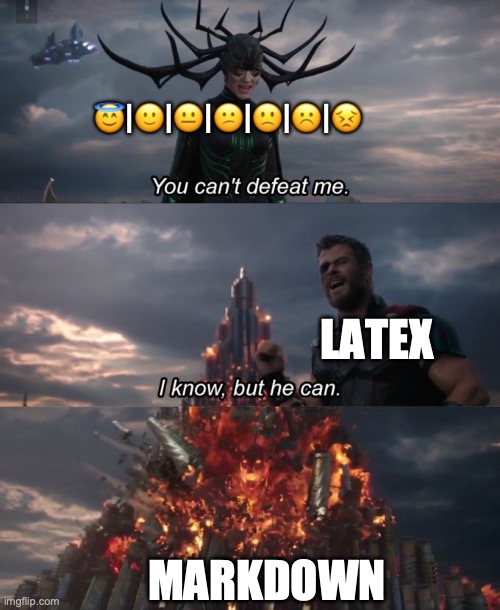 😇|🙂|😐|😕|🙁|☹️|😣
You can't defeat me.
LATEX
I know, but he can.
MARKDOWN
imgflip.com